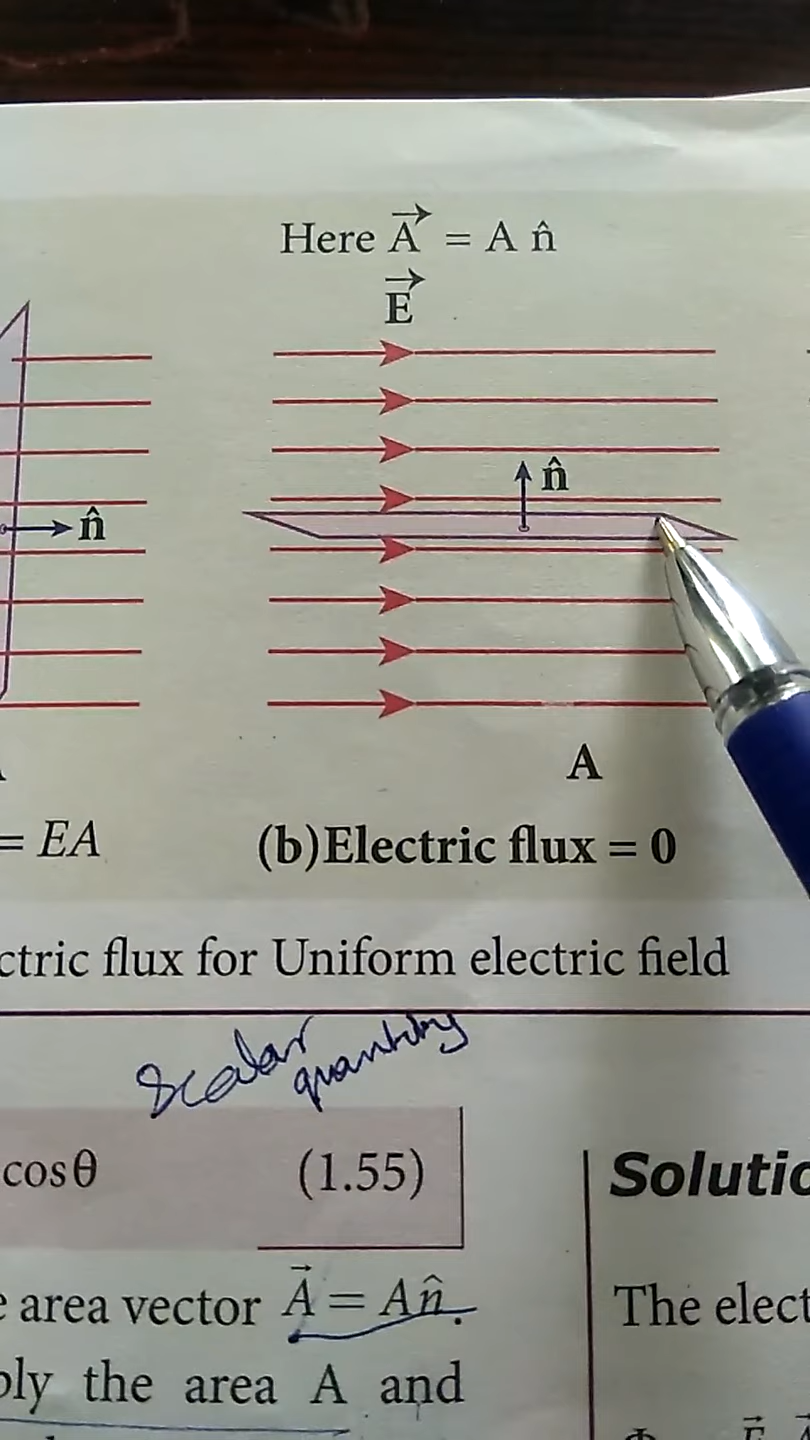 Here A⃗ = A n̂
E⃗
n̂
n̂
A
= EA
(b)Electric flux = 0
ctric flux for Uniform electric field
Scalar quantity
cosθ (1.55)
e area vector A⃗ = An̂.
ply the area A and
Solutio
The elect